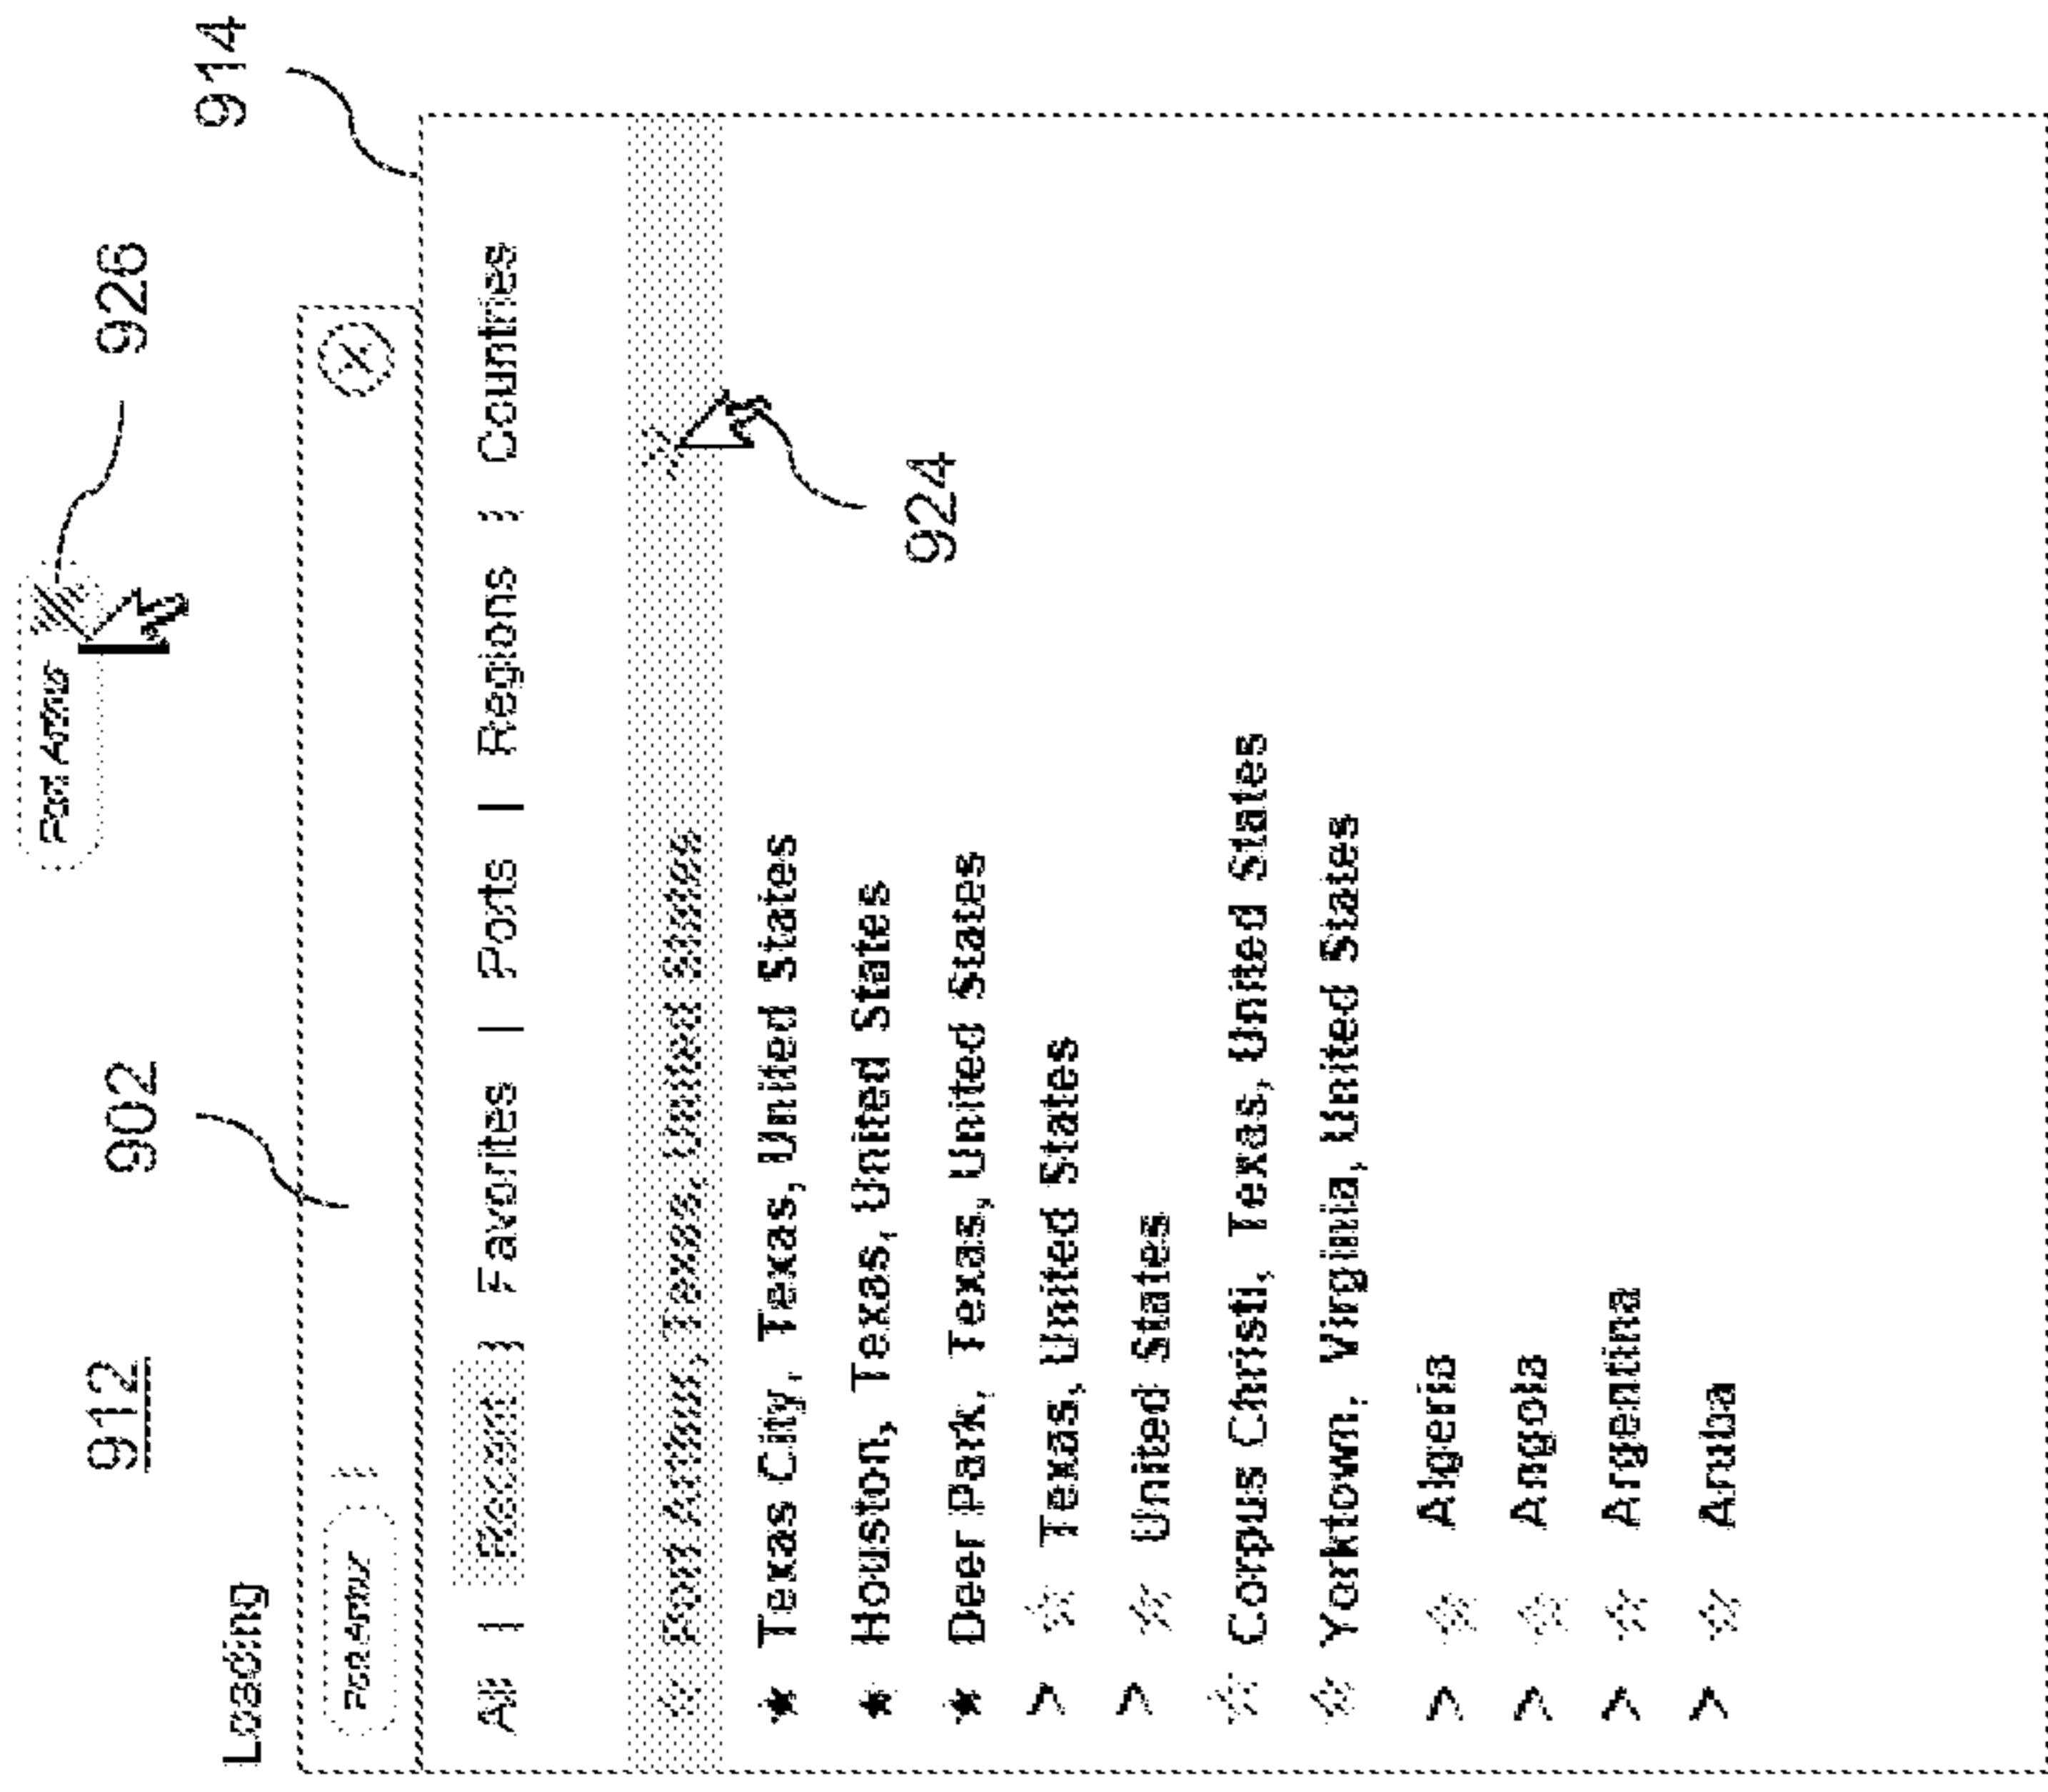 912
902
926
914
Port Arthur
Loading
Port Arthur
All | Recent | Favorites | Ports | Regions | Countries
Port Arthur, Texas, United States
Texas City, Texas, United States
Houston, Texas, United States
Deer Park, Texas, United States
> Texas, United States
> United States
Corpus Christi, Texas, United States
Yorktown, Virginia, United States
> Algeria
> Angola
> Argentina
> Aruba
924